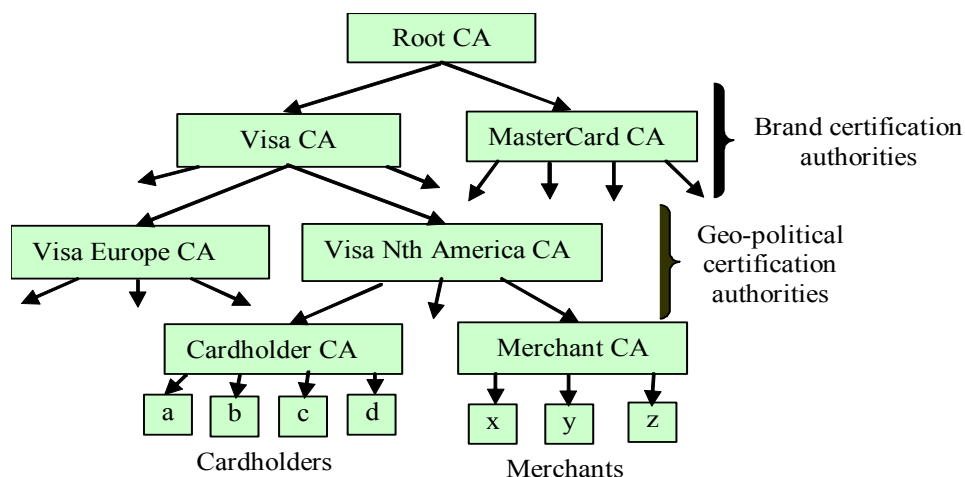 Root CA
Visa CA
MasterCard CA
Brand certification
authorities
Visa Europe CA
Visa Nth America CA
Geo-political
certification
authorities
Cardholder CA
Merchant CA
a
b
c
d
x
y
z
Cardholders
Merchants